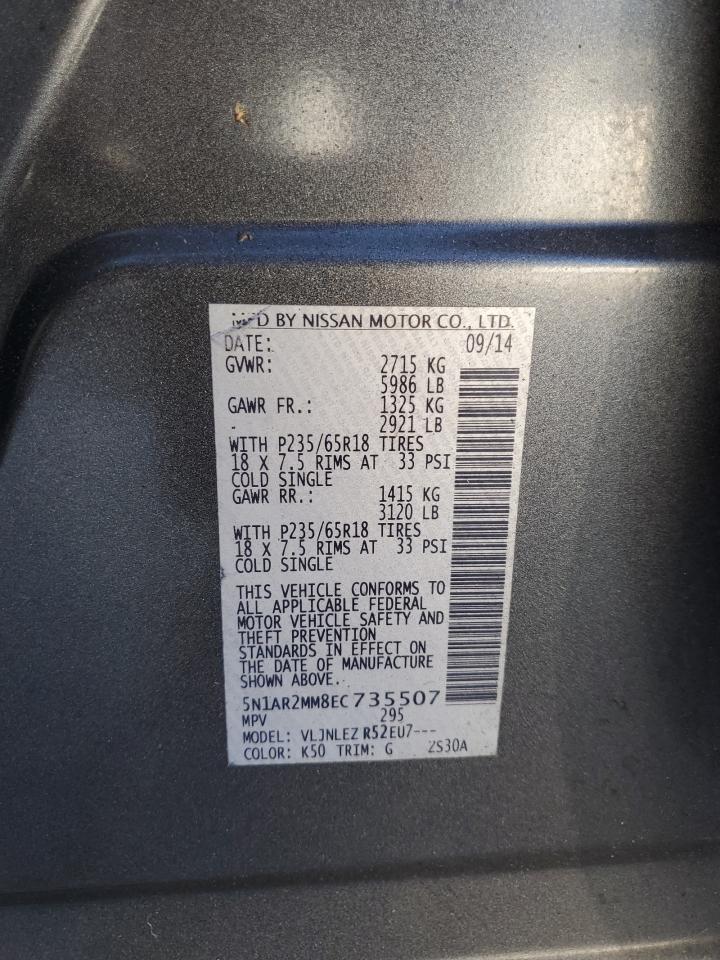 MFD BY NISSAN MOTOR CO., LTD.
DATE: 09/14
GVWR: 2715 KG
5986 LB
GAWR FR.: 1325 KG
- 2921 LB
WITH P235/65R18 TIRES
18 X 7.5 RIMS AT 33 PSI
COLD SINGLE
GAWR RR.: 1415 KG
3120 LB
WITH P235/65R18 TIRES
18 X 7.5 RIMS AT 33 PSI
COLD SINGLE
THIS VEHICLE CONFORMS TO
ALL APPLICABLE FEDERAL
MOTOR VEHICLE SAFETY AND
THEFT PREVENTION
STANDARDS IN EFFECT ON
THE DATE OF MANUFACTURE
SHOWN ABOVE.
5N1AR2MM8EC735507
MPV 295
MODEL: VLJNLEZ R52EU7---
COLOR: K50 TRIM: G ZS30A